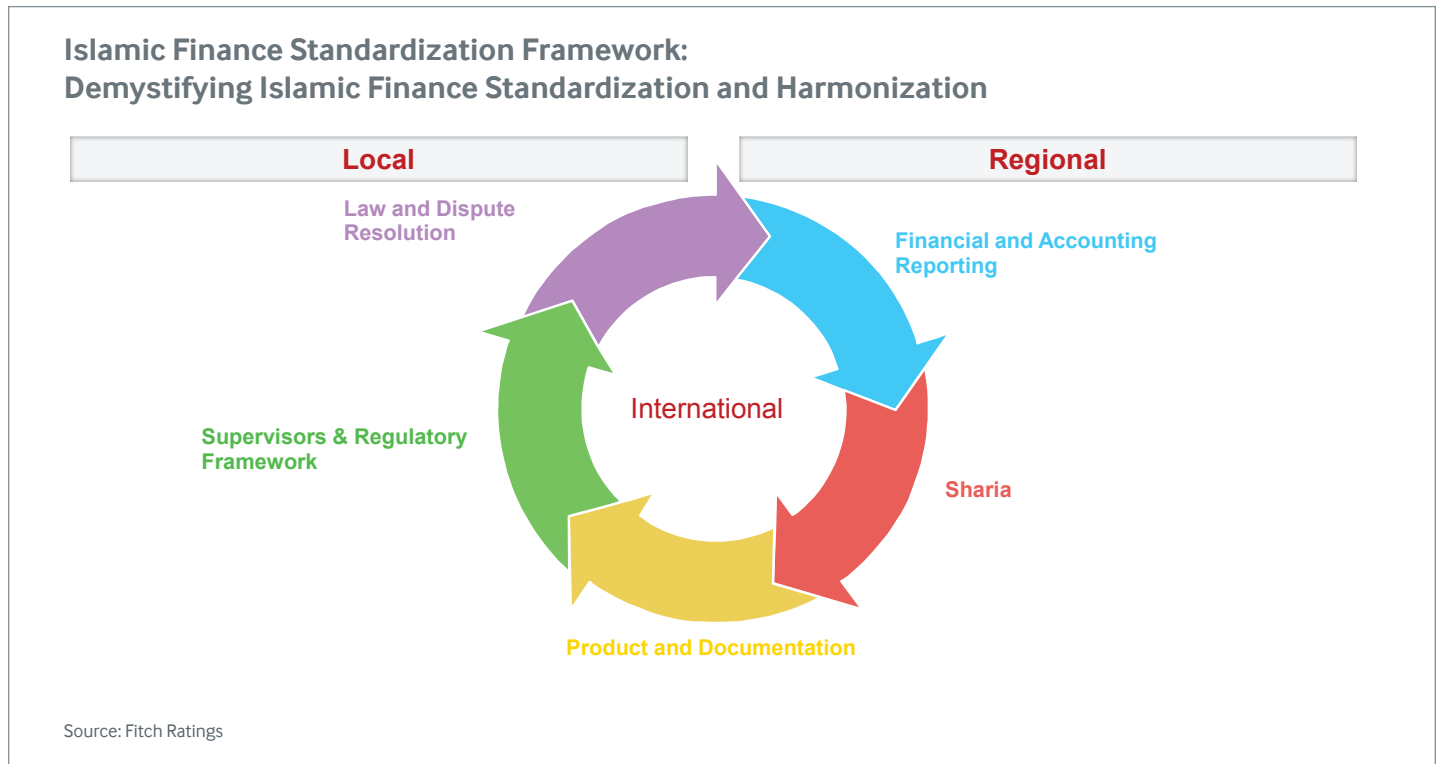 Islamic Finance Standardization Framework:
Demystifying Islamic Finance Standardization and Harmonization
Local
Regional
Law and Dispute
Resolution
Financial and Accounting
Reporting
International
Supervisors & Regulatory
Framework
Sharia
Product and Documentation
Source: Fitch Ratings